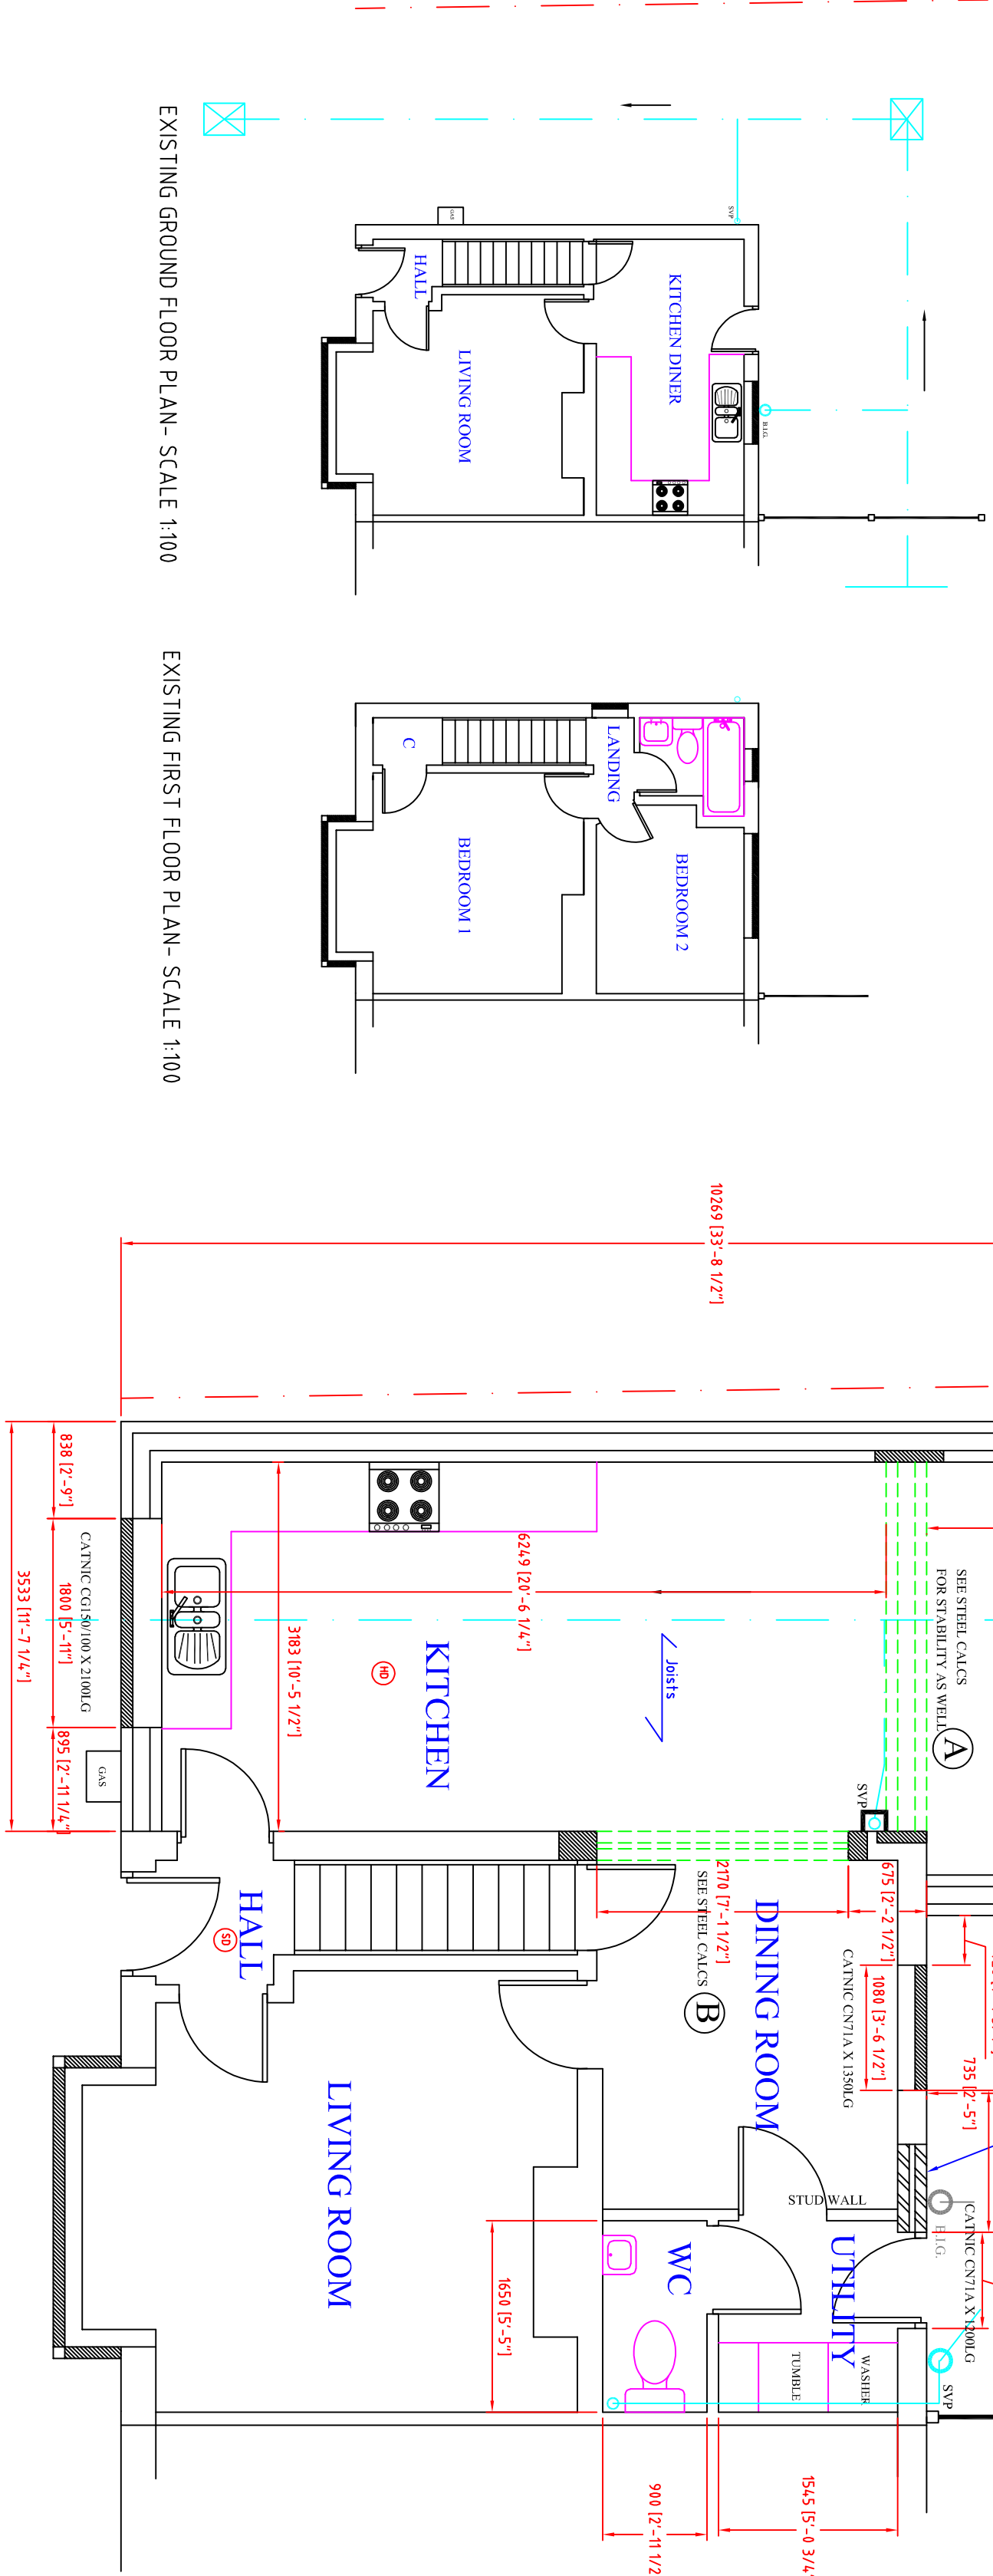 EXISTING GROUND FLOOR PLAN- SCALE 1:100
GAS
SVP
HALL
LIVING ROOM
KITCHEN DINER
B.I.G.
EXISTING FIRST FLOOR PLAN- SCALE 1:100
C
LANDING
BEDROOM 1
BEDROOM 2
10269 [33'-8 1/2"]
SEE STEEL CALCS
FOR STABILITY AS WELL
A
838 [2'-9"]
1800 [5'-11"]
895 [2'-11 1/4"]
CATNIC CG150/100 X 2100LG
3533 [11'-7 1/4"]
GAS
6249 [20'-6 1/4"]
3183 [10'-5 1/2"]
HD
KITCHEN
Joists
SVP
HALL
SD
2170 [7'-1 1/2"]
SEE STEEL CALCS
B
675 [2'-2 1/2"]
DINING ROOM
CATNIC CN71A X 1350LG
1080 [3'-6 1/2"]
735 [2'-5"]
LIVING ROOM
STUD WALL
1650 [5'-5"]
WC
UTILITY
B.I.G.
CATNIC CN71A X 1200LG
TUMBLE
WASHER
SVP
900 [2'-11 1/2
1545 [5'-0 3/4"